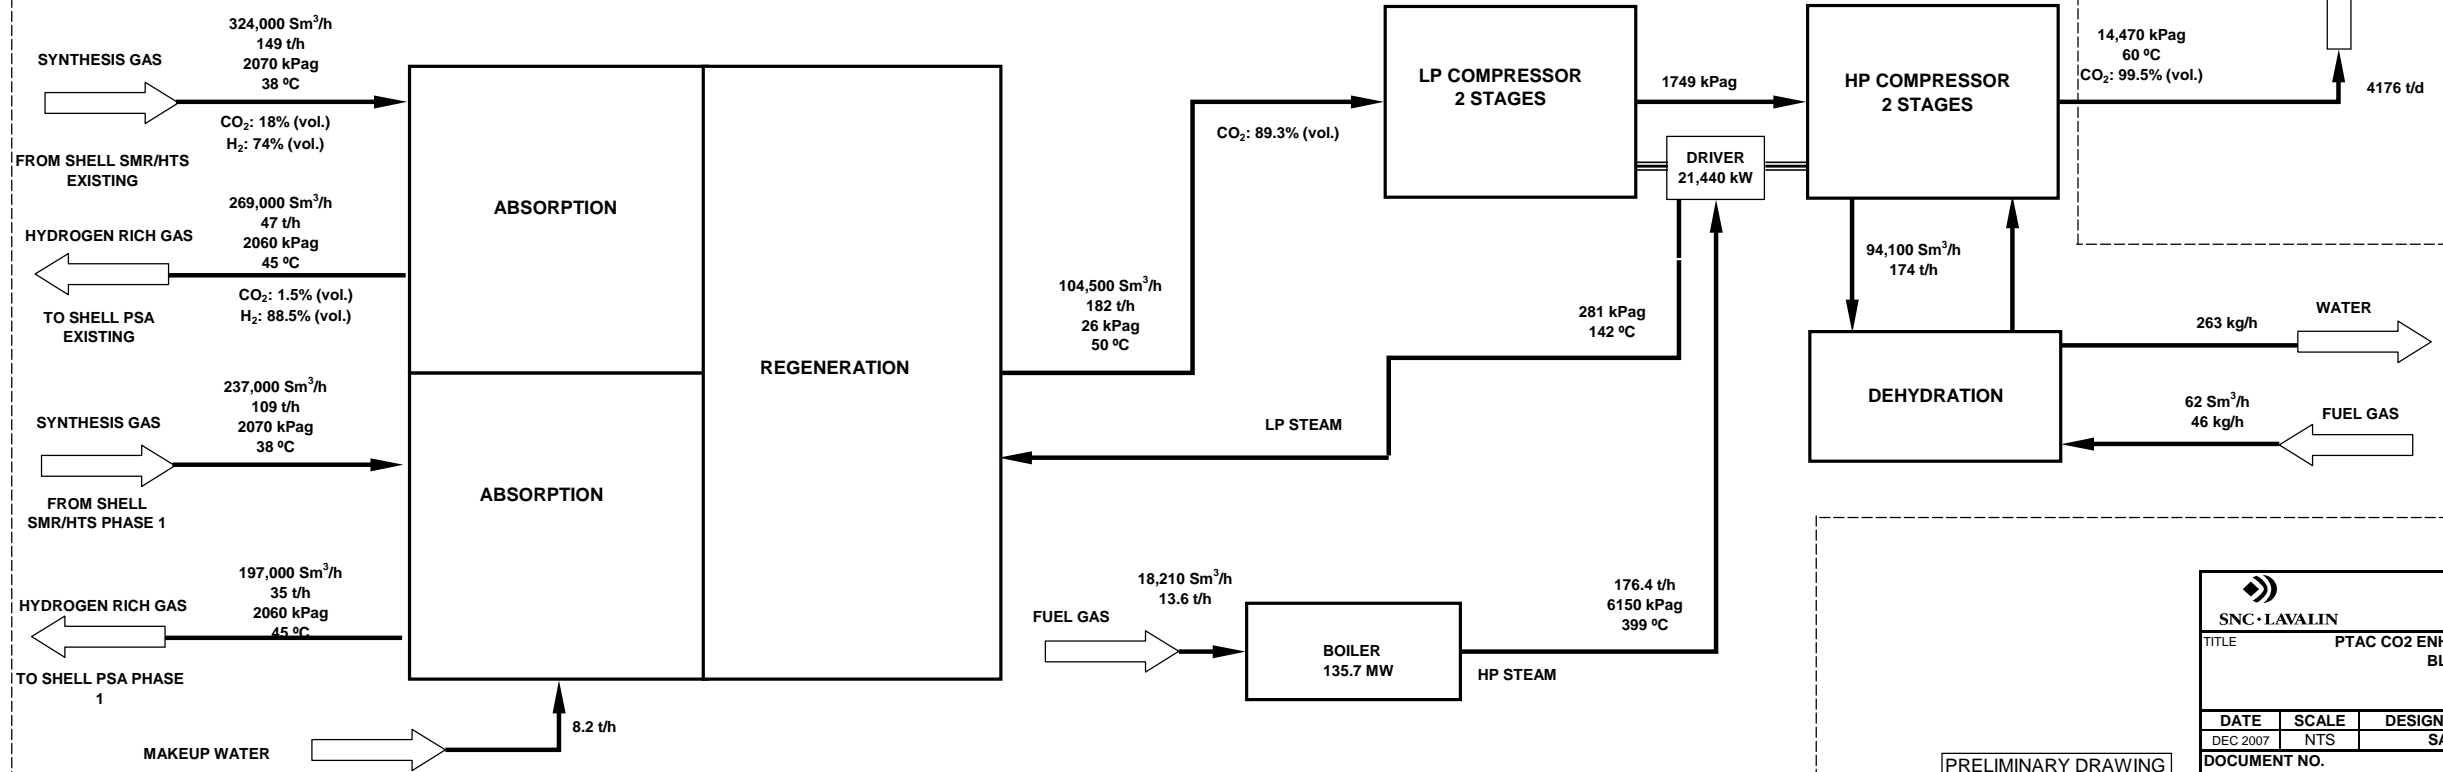 324,000 Sm³/h
149 t/h
2070 kPag
38 ºC
SYNTHESIS GAS
CO₂: 18% (vol.)
H₂: 74% (vol.)
FROM SHELL SMR/HTS
EXISTING
269,000 Sm³/h
47 t/h
2060 kPag
45 ºC
HYDROGEN RICH GAS
CO₂: 1.5% (vol.)
H₂: 88.5% (vol.)
TO SHELL PSA
EXISTING
237,000 Sm³/h
109 t/h
2070 kPag
38 ºC
SYNTHESIS GAS
FROM SHELL
SMR/HTS PHASE 1
197,000 Sm³/h
35 t/h
2060 kPag
45 ºC
HYDROGEN RICH GAS
TO SHELL PSA PHASE
1
MAKEUP WATER
8.2 t/h
ABSORPTION
ABSORPTION
REGENERATION
104,500 Sm³/h
182 t/h
26 kPag
50 ºC
CO₂: 89.3% (vol.)
LP COMPRESSOR
2 STAGES
1749 kPag
DRIVER
21,440 kW
HP COMPRESSOR
2 STAGES
14,470 kPag
60 ºC
CO₂: 99.5% (vol.)
4176 t/d
94,100 Sm³/h
174 t/h
281 kPag
142 ºC
LP STEAM
DEHYDRATION
263 kg/h
WATER
62 Sm³/h
46 kg/h
FUEL GAS
18,210 Sm³/h
13.6 t/h
FUEL GAS
BOILER
135.7 MW
176.4 t/h
6150 kPag
399 ºC
HP STEAM
SNC·LAVALIN
TITLE PTAC CO2 ENH
BL
DATE SCALE DESIGN
DEC 2007 NTS SA
DOCUMENT NO.
PRELIMINARY DRAWING